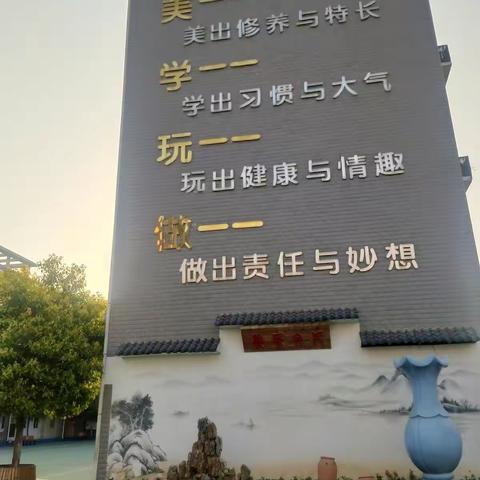 美——
美出修养与特长
学——
学出习惯与大气
玩——
玩出健康与情趣
做——
做出责任与妙想